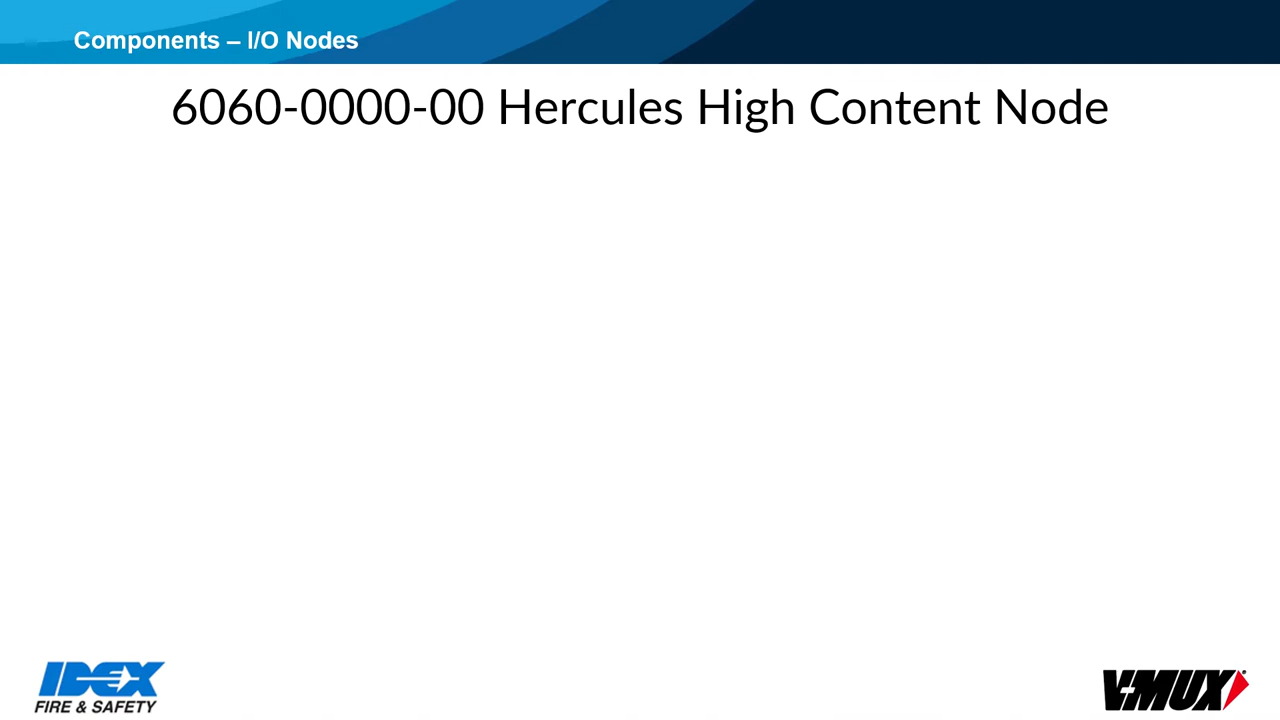 Components – I/O Nodes
6060-0000-00 Hercules High Content Node
IDEX
FIRE & SAFETY
V-MUX